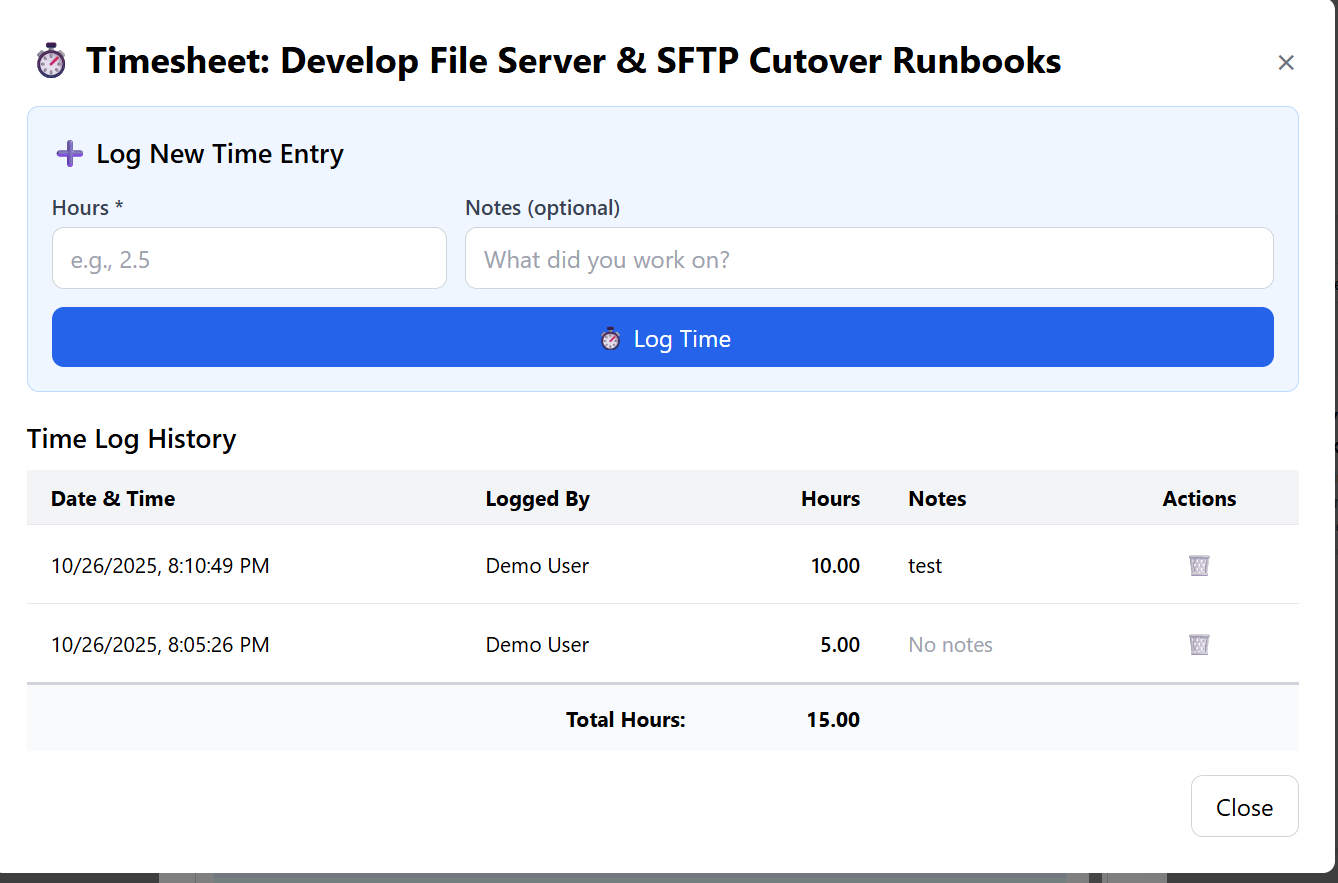 Timesheet: Develop File Server & SFTP Cutover Runbooks
×
Log New Time Entry
Hours * Notes (optional)
e.g., 2.5 What did you work on?
Log Time
Time Log History
Date & Time Logged By Hours Notes Actions
10/26/2025, 8:10:49 PM Demo User 10.00 test
10/26/2025, 8:05:26 PM Demo User 5.00 No notes
Total Hours: 15.00
Close